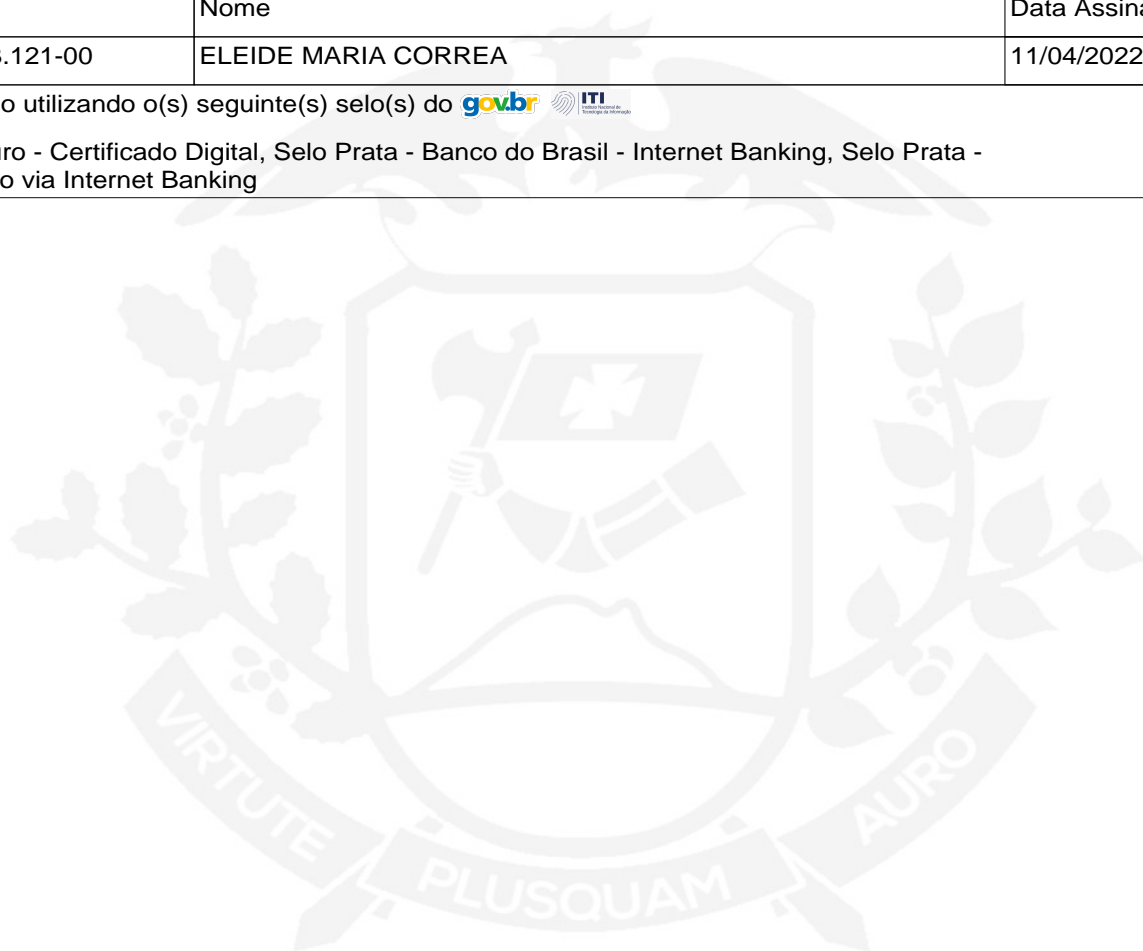 Nome Data Assina
.121-00 ELEIDE MARIA CORREA 11/04/2022
o utilizando o(s) seguinte(s) selo(s) do gov.br ITI
ro - Certificado Digital, Selo Prata - Banco do Brasil - Internet Banking, Selo Prata -
o via Internet Banking
VIRTUTE PLUSQUAM AURO